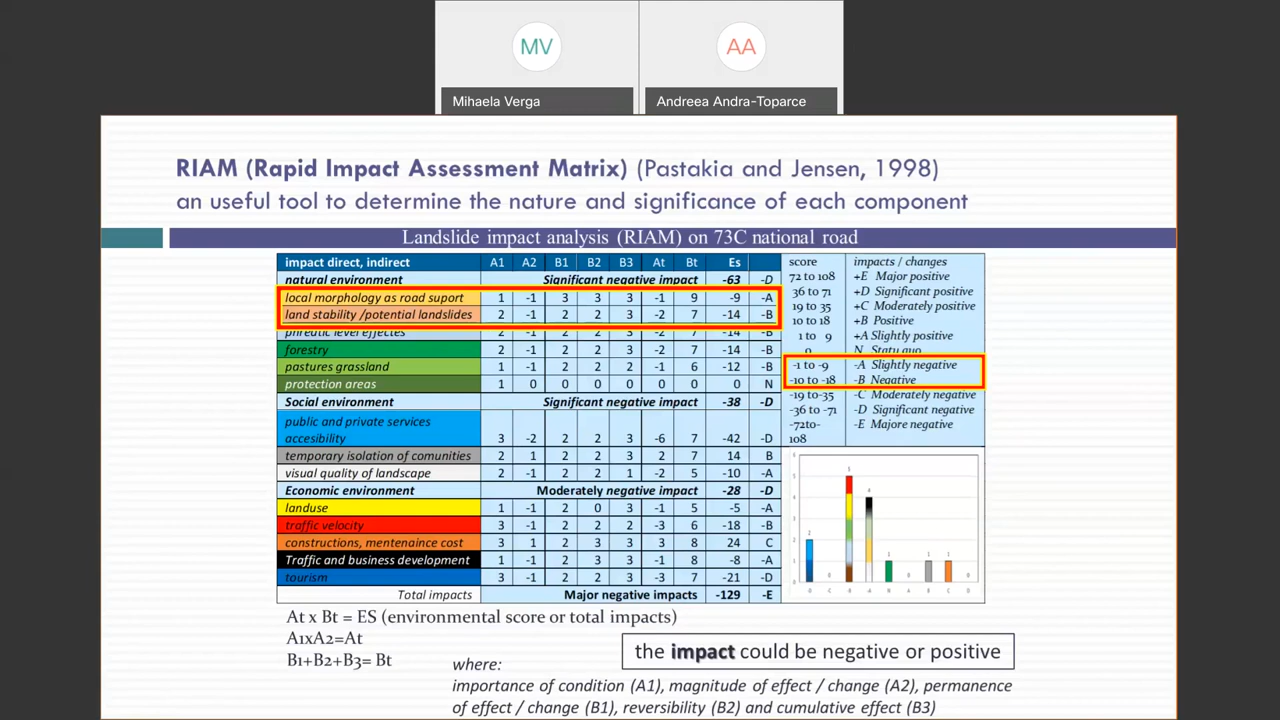 MV
AA
Mihaela Verga
Andreea Andra-Toparce
RIAM (Rapid Impact Assessment Matrix) (Pastakia and Jensen, 1998)
an useful tool to determine the nature and significance of each component
Landslide impact analysis (RIAM) on 73C national road
impact direct, indirect A1 A2 B1 B2 B3 At Bt Es
natural environment Significant negative impact -63 -D
local morphology as road suport 1 -1 3 3 3 -1 9 -9 -A
land stability /potential landslides 2 -1 2 2 3 -2 7 -14 -B
phreatic level effectes 2 -1 2 2 3 -2 7 -14 -B
forestry 2 -1 2 2 3 -2 7 -14 -B
pastures grassland 2 -1 2 2 2 -1 6 -12 -B
protection areas 1 0 0 0 0 0 0 0 N
Social environment Significant negative impact -38 -D
public and private services
accesibility 3 -2 2 2 3 -6 7 -42 -D
temporary isolation of comunities 2 1 2 2 3 2 7 14 B
visual quality of landscape 2 -1 2 2 1 -2 5 -10 -A
Economic environment Moderately negative impact -28 -D
landuse 1 -1 2 0 3 -1 5 -5 -A
traffic velocity 3 -1 2 2 2 -3 6 -18 -B
constructions, mentenaince cost 3 1 2 3 3 3 8 24 C
Traffic and business development 1 -1 2 3 3 -1 8 -8 -A
tourism 3 -1 2 2 3 -3 7 -21 -D
Total impacts Major negative impacts -129 -E
score impacts / changes
72 to 108 +E Major positive
36 to 71 +D Significant positive
19 to 35 +C Moderately positive
10 to 18 +B Positive
1 to 9 +A Slightly positive
0 N Statu quo
-1 to -9 -A Slightly negative
-10 to -18 -B Negative
-19 to-35 -C Moderately negative
-36 to -71 -D Significant negative
-72to- -E Majore negative
108
At x Bt = ES (environmental score or total impacts)
A1xA2=At
B1+B2+B3= Bt
the impact could be negative or positive
where:
importance of condition (A1), magnitude of effect / change (A2), permanence
of effect / change (B1), reversibility (B2) and cumulative effect (B3)